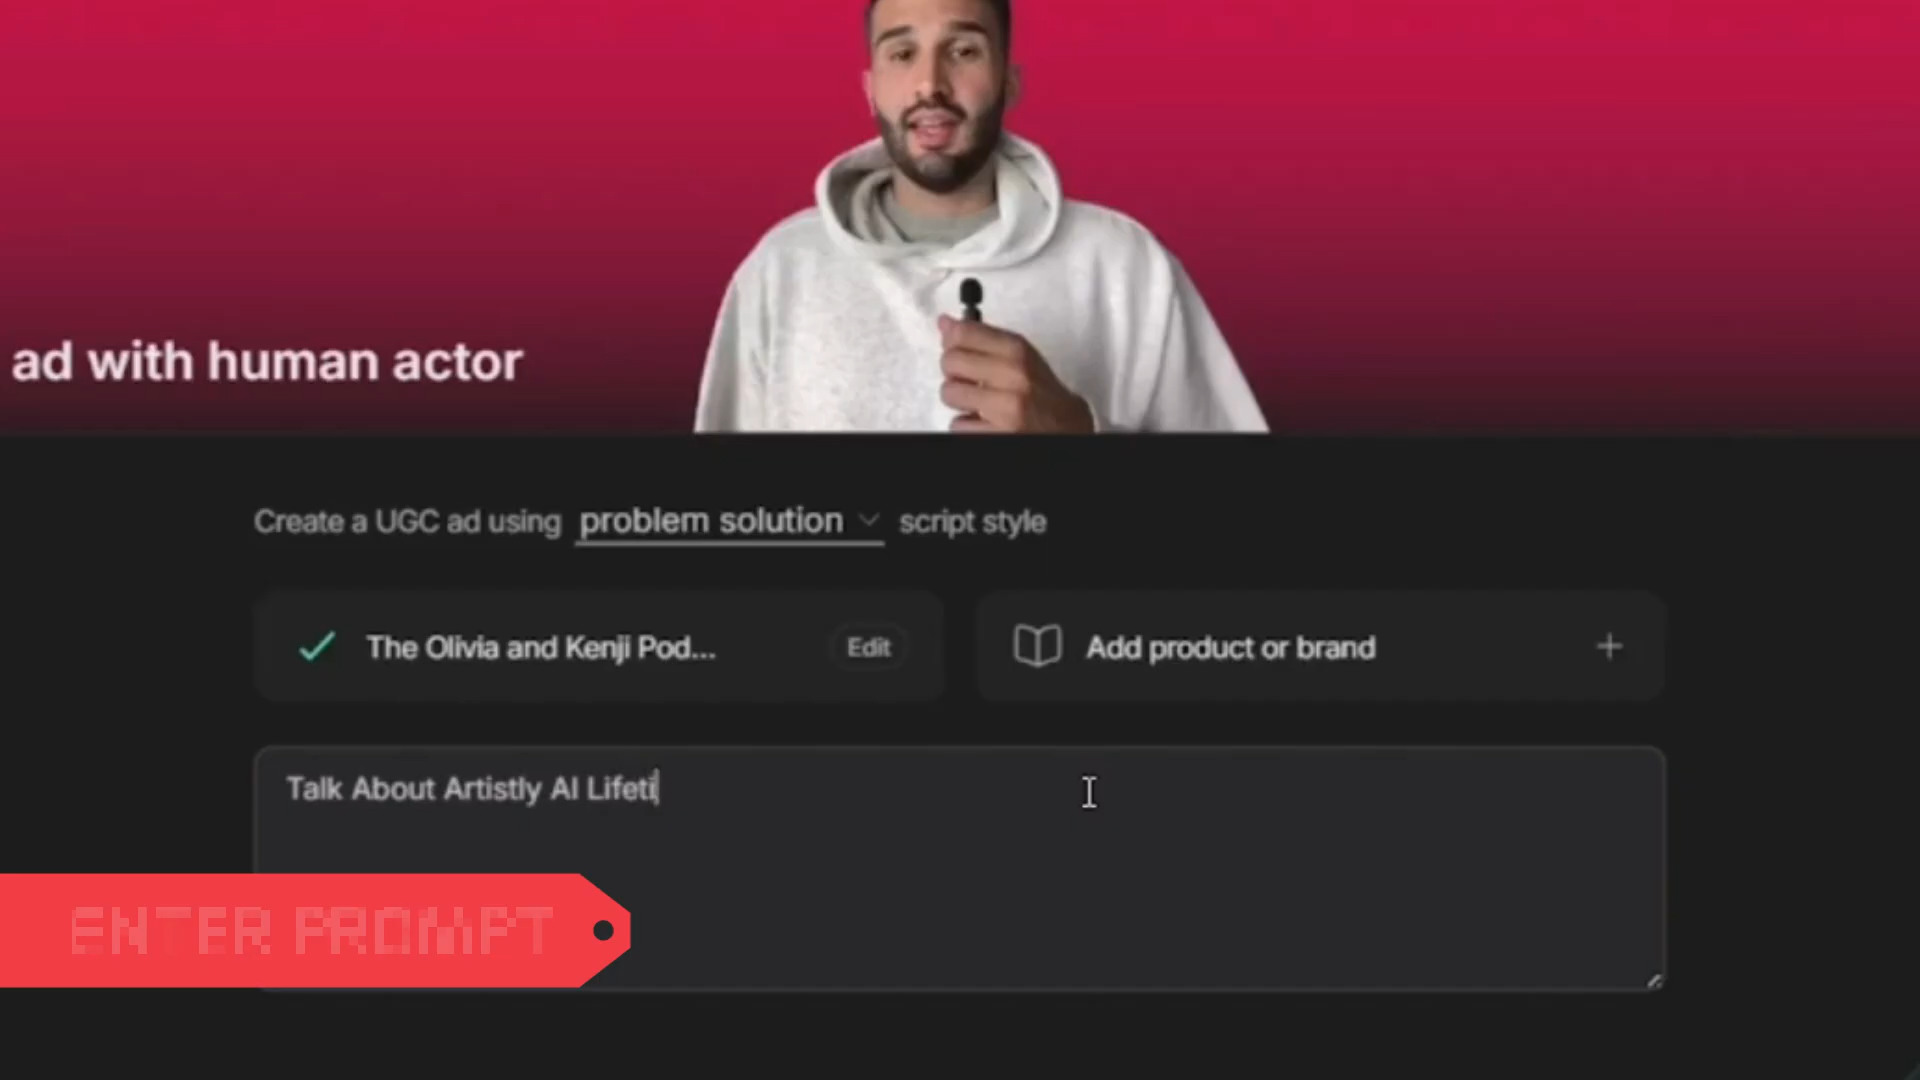 ad with human actor
Create a UGC ad using problem solution script style
The Olivia and Kenji Pod... Edit
Add product or brand
Talk About Artistly AI Lifeti
ENTER PROMPT